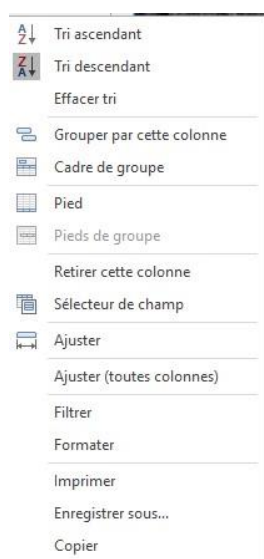 Tri ascendant
Tri descendant
Effacer tri
Grouper par cette colonne
Cadre de groupe
Pied
Pieds de groupe
Retirer cette colonne
Sélecteur de champ
Ajuster
Ajuster (toutes colonnes)
Filtrer
Formater
Imprimer
Enregistrer sous...
Copier